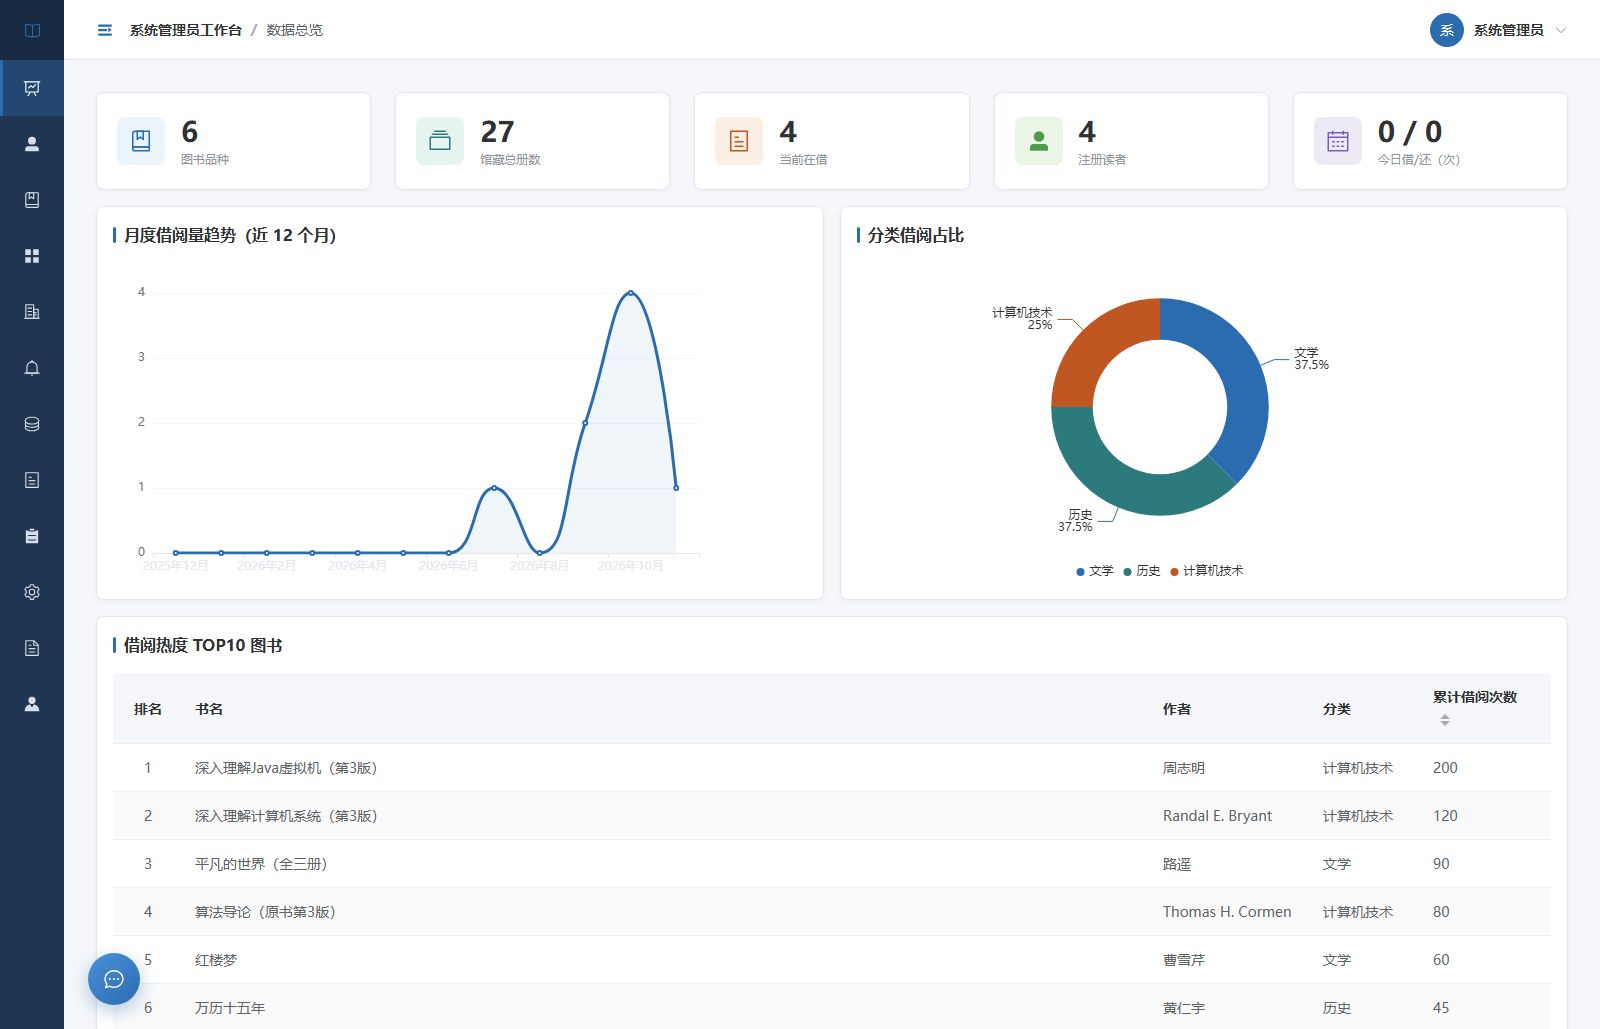 系统管理员工作台 / 数据总览
系 系统管理员
6
图书品种
27
馆藏总册数
4
当前在借
4
注册读者
0 / 0
今日借/还（次）
月度借阅量趋势（近 12 个月）
4
3
2
1
0
2025年12月 2026年2月 2026年4月 2026年6月 2026年8月 2026年10月
分类借阅占比
计算机技术
25%
文学
37.5%
历史
37.5%
文学 历史 计算机技术
借阅热度 TOP10 图书
排名 书名 作者 分类 累计借阅次数
1 深入理解Java虚拟机（第3版） 周志明 计算机技术 200
2 深入理解计算机系统（第3版） Randal E. Bryant 计算机技术 120
3 平凡的世界（全三册） 路遥 文学 90
4 算法导论（原书第3版） Thomas H. Cormen 计算机技术 80
5 红楼梦 曹雪芹 文学 60
6 万历十五年 黄仁宇 历史 45